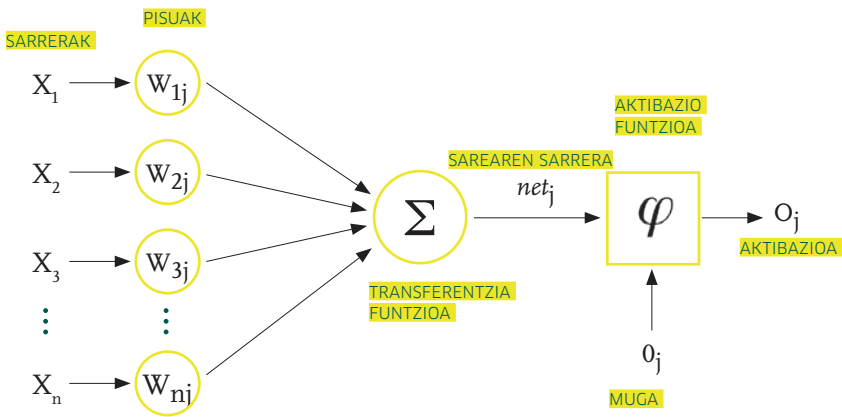 PISUAK
SARRERAK
X1
W1j
AKTIBAZIO
FUNTZIOA
X2
W2j
SAREAREN SARRERA
netj
Σ
φ
Oj
AKTIBAZIOA
X3
W3j
TRANSFERENTZIA
FUNTZIOA
0j
Xn
Wnj
MUGA